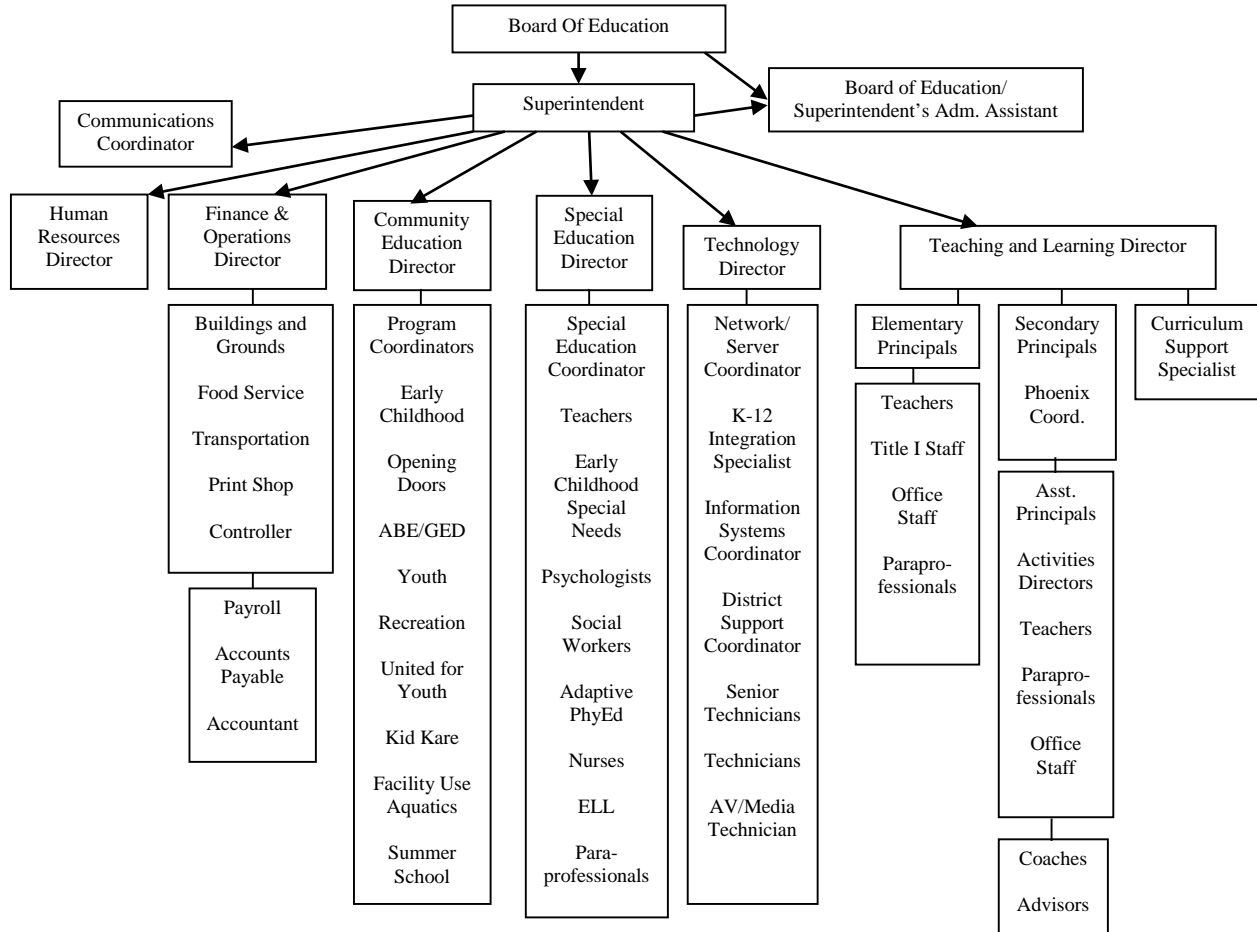 Board Of Education
Board of Education/
Superintendent's Adm. Assistant
Superintendent
Communications
Coordinator
Human
Resources
Director
Finance &
Operations
Director
Community
Education
Director
Special
Education
Director
Technology
Director
Teaching and Learning Director
Buildings and
Grounds
Food Service
Transportation
Print Shop
Controller
Payroll
Accounts
Payable
Accountant
Program
Coordinators
Early
Childhood
Opening
Doors
ABE/GED
Youth
Recreation
United for
Youth
Kid Kare
Facility Use
Aquatics
Summer
School
Special
Education
Coordinator
Teachers
Early
Childhood
Special
Needs
Psychologists
Social
Workers
Adaptive
PhyEd
Nurses
ELL
Para-
professionals
Network/
Server
Coordinator
K-12
Integration
Specialist
Information
Systems
Coordinator
District
Support
Coordinator
Senior
Technicians
Technicians
AV/Media
Technician
Elementary
Principals
Teachers
Title I Staff
Office
Staff
Parapro-
fessionals
Secondary
Principals
Phoenix
Coord.
Asst.
Principals
Activities
Directors
Teachers
Parapro-
fessionals
Office
Staff
Coaches
Advisors
Curriculum
Support
Specialist